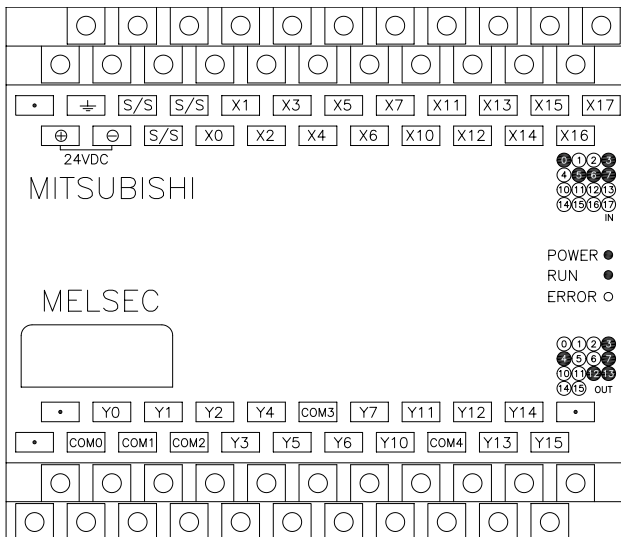 S/S S/S X1 X3 X5 X7 X11 X13 X15 X17
S/S X0 X2 X4 X6 X10 X12 X14 X16
24VDC
MITSUBISHI
0 1 2 3
4 5 6 7
10 11 12 13
14 15 16 17
IN
POWER
RUN
ERROR
MELSEC
0 1 2 3
4 5 6 7
10 11 12 13
14 15 OUT
Y0 Y1 Y2 Y4 COM3 Y7 Y11 Y12 Y14
COM0 COM1 COM2 Y3 Y5 Y6 Y10 COM4 Y13 Y15